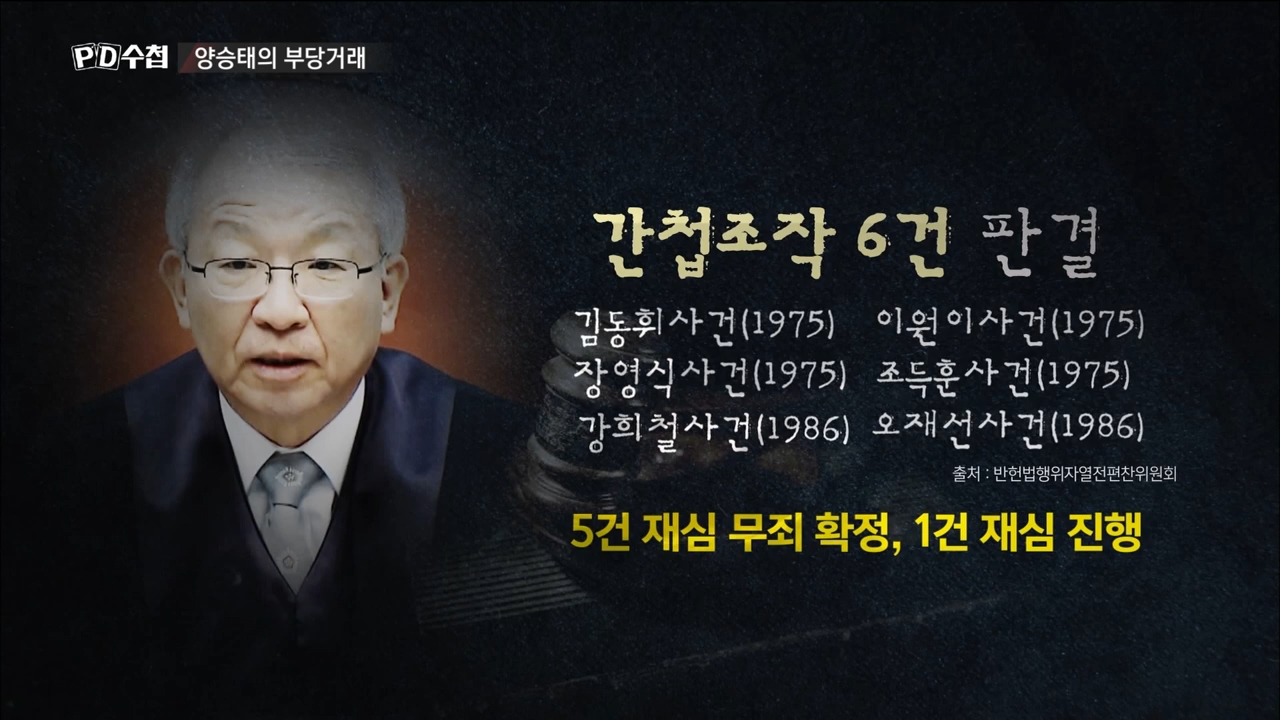 PD수첩 양승태의 부당거래
간첩조작 6건 판결
김동휘사건(1975) 이원이사건(1975)
장영식사건(1975) 조득훈사건(1975)
강희철사건(1986) 오재선사건(1986)
출처 : 반헌법행위자열전편찬위원회
5건 재심 무죄 확정, 1건 재심 진행